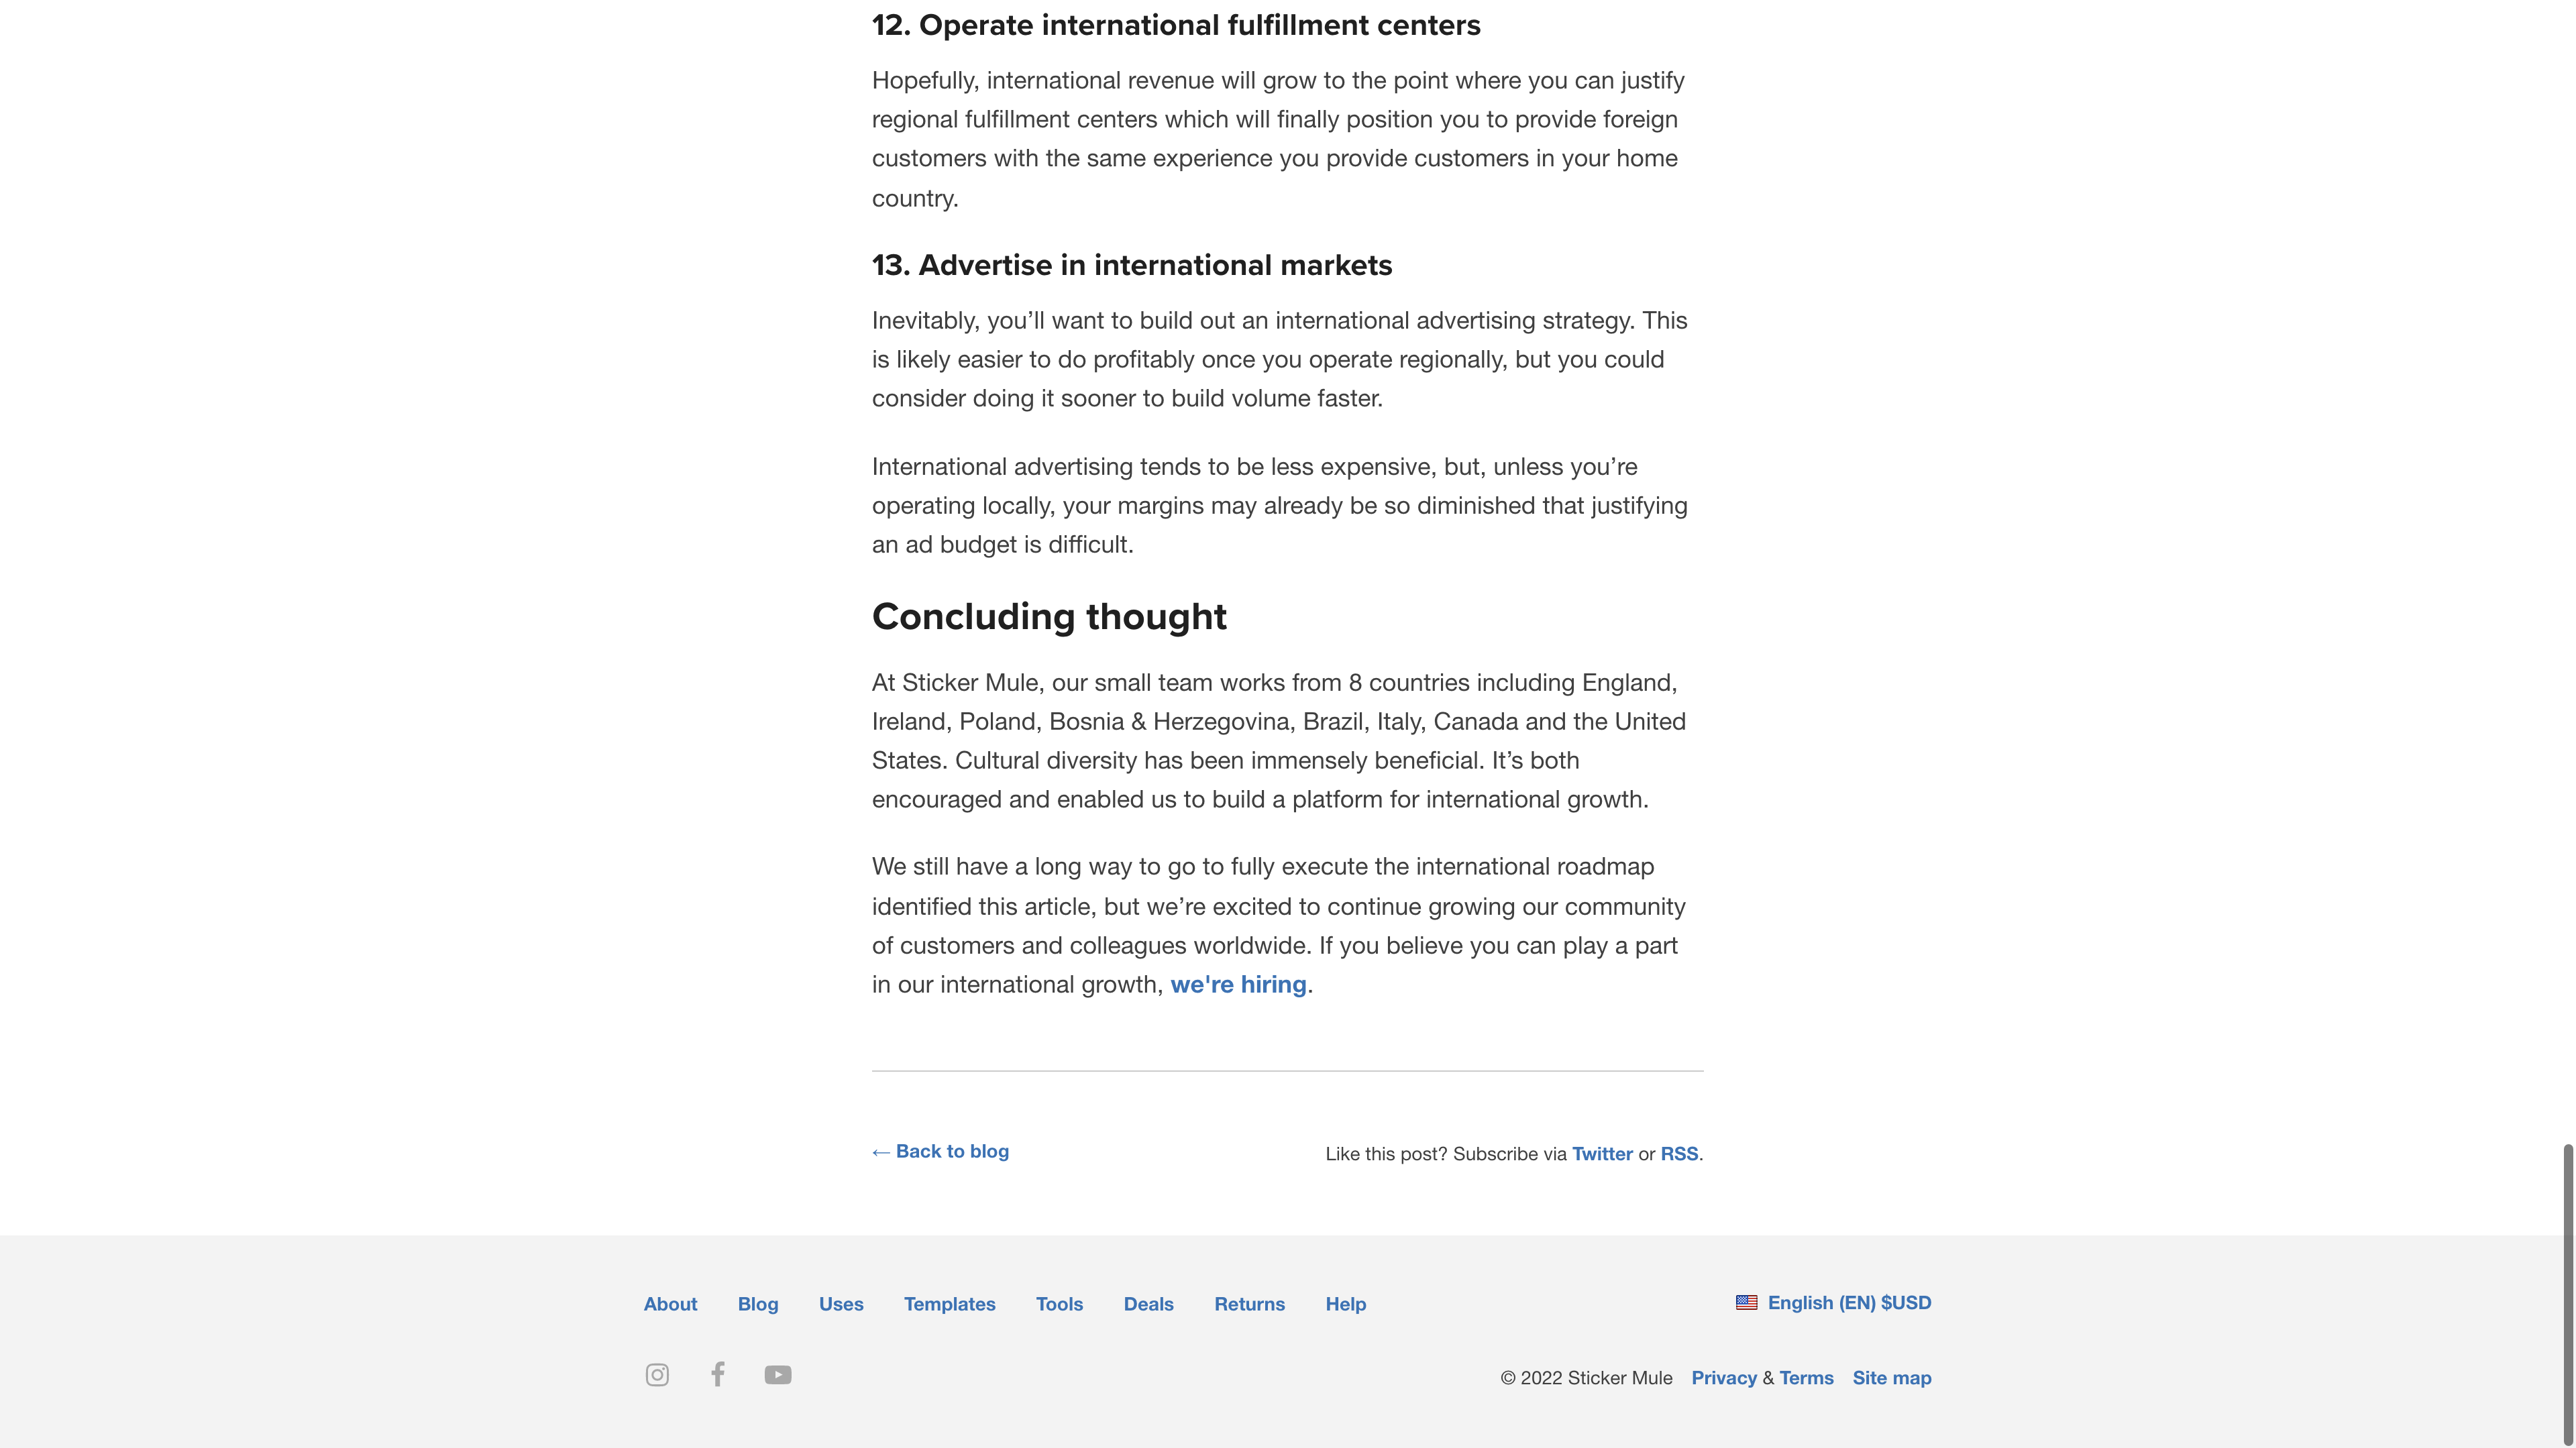 12. Operate international fulfillment centers
Hopefully, international revenue will grow to the point where you can justify
regional fulfillment centers which will finally position you to provide foreign
customers with the same experience you provide customers in your home
country.
13. Advertise in international markets
Inevitably, you’ll want to build out an international advertising strategy. This
is likely easier to do profitably once you operate regionally, but you could
consider doing it sooner to build volume faster.
International advertising tends to be less expensive, but, unless you’re
operating locally, your margins may already be so diminished that justifying
an ad budget is difficult.
Concluding thought
At Sticker Mule, our small team works from 8 countries including England,
Ireland, Poland, Bosnia & Herzegovina, Brazil, Italy, Canada and the United
States. Cultural diversity has been immensely beneficial. It’s both
encouraged and enabled us to build a platform for international growth.
We still have a long way to go to fully execute the international roadmap
identified this article, but we’re excited to continue growing our community
of customers and colleagues worldwide. If you believe you can play a part
in our international growth, we're hiring.
← Back to blog
Like this post? Subscribe via Twitter or RSS.
About Blog Uses Templates Tools Deals Returns Help
English (EN) $USD
© 2022 Sticker Mule Privacy & Terms Site map